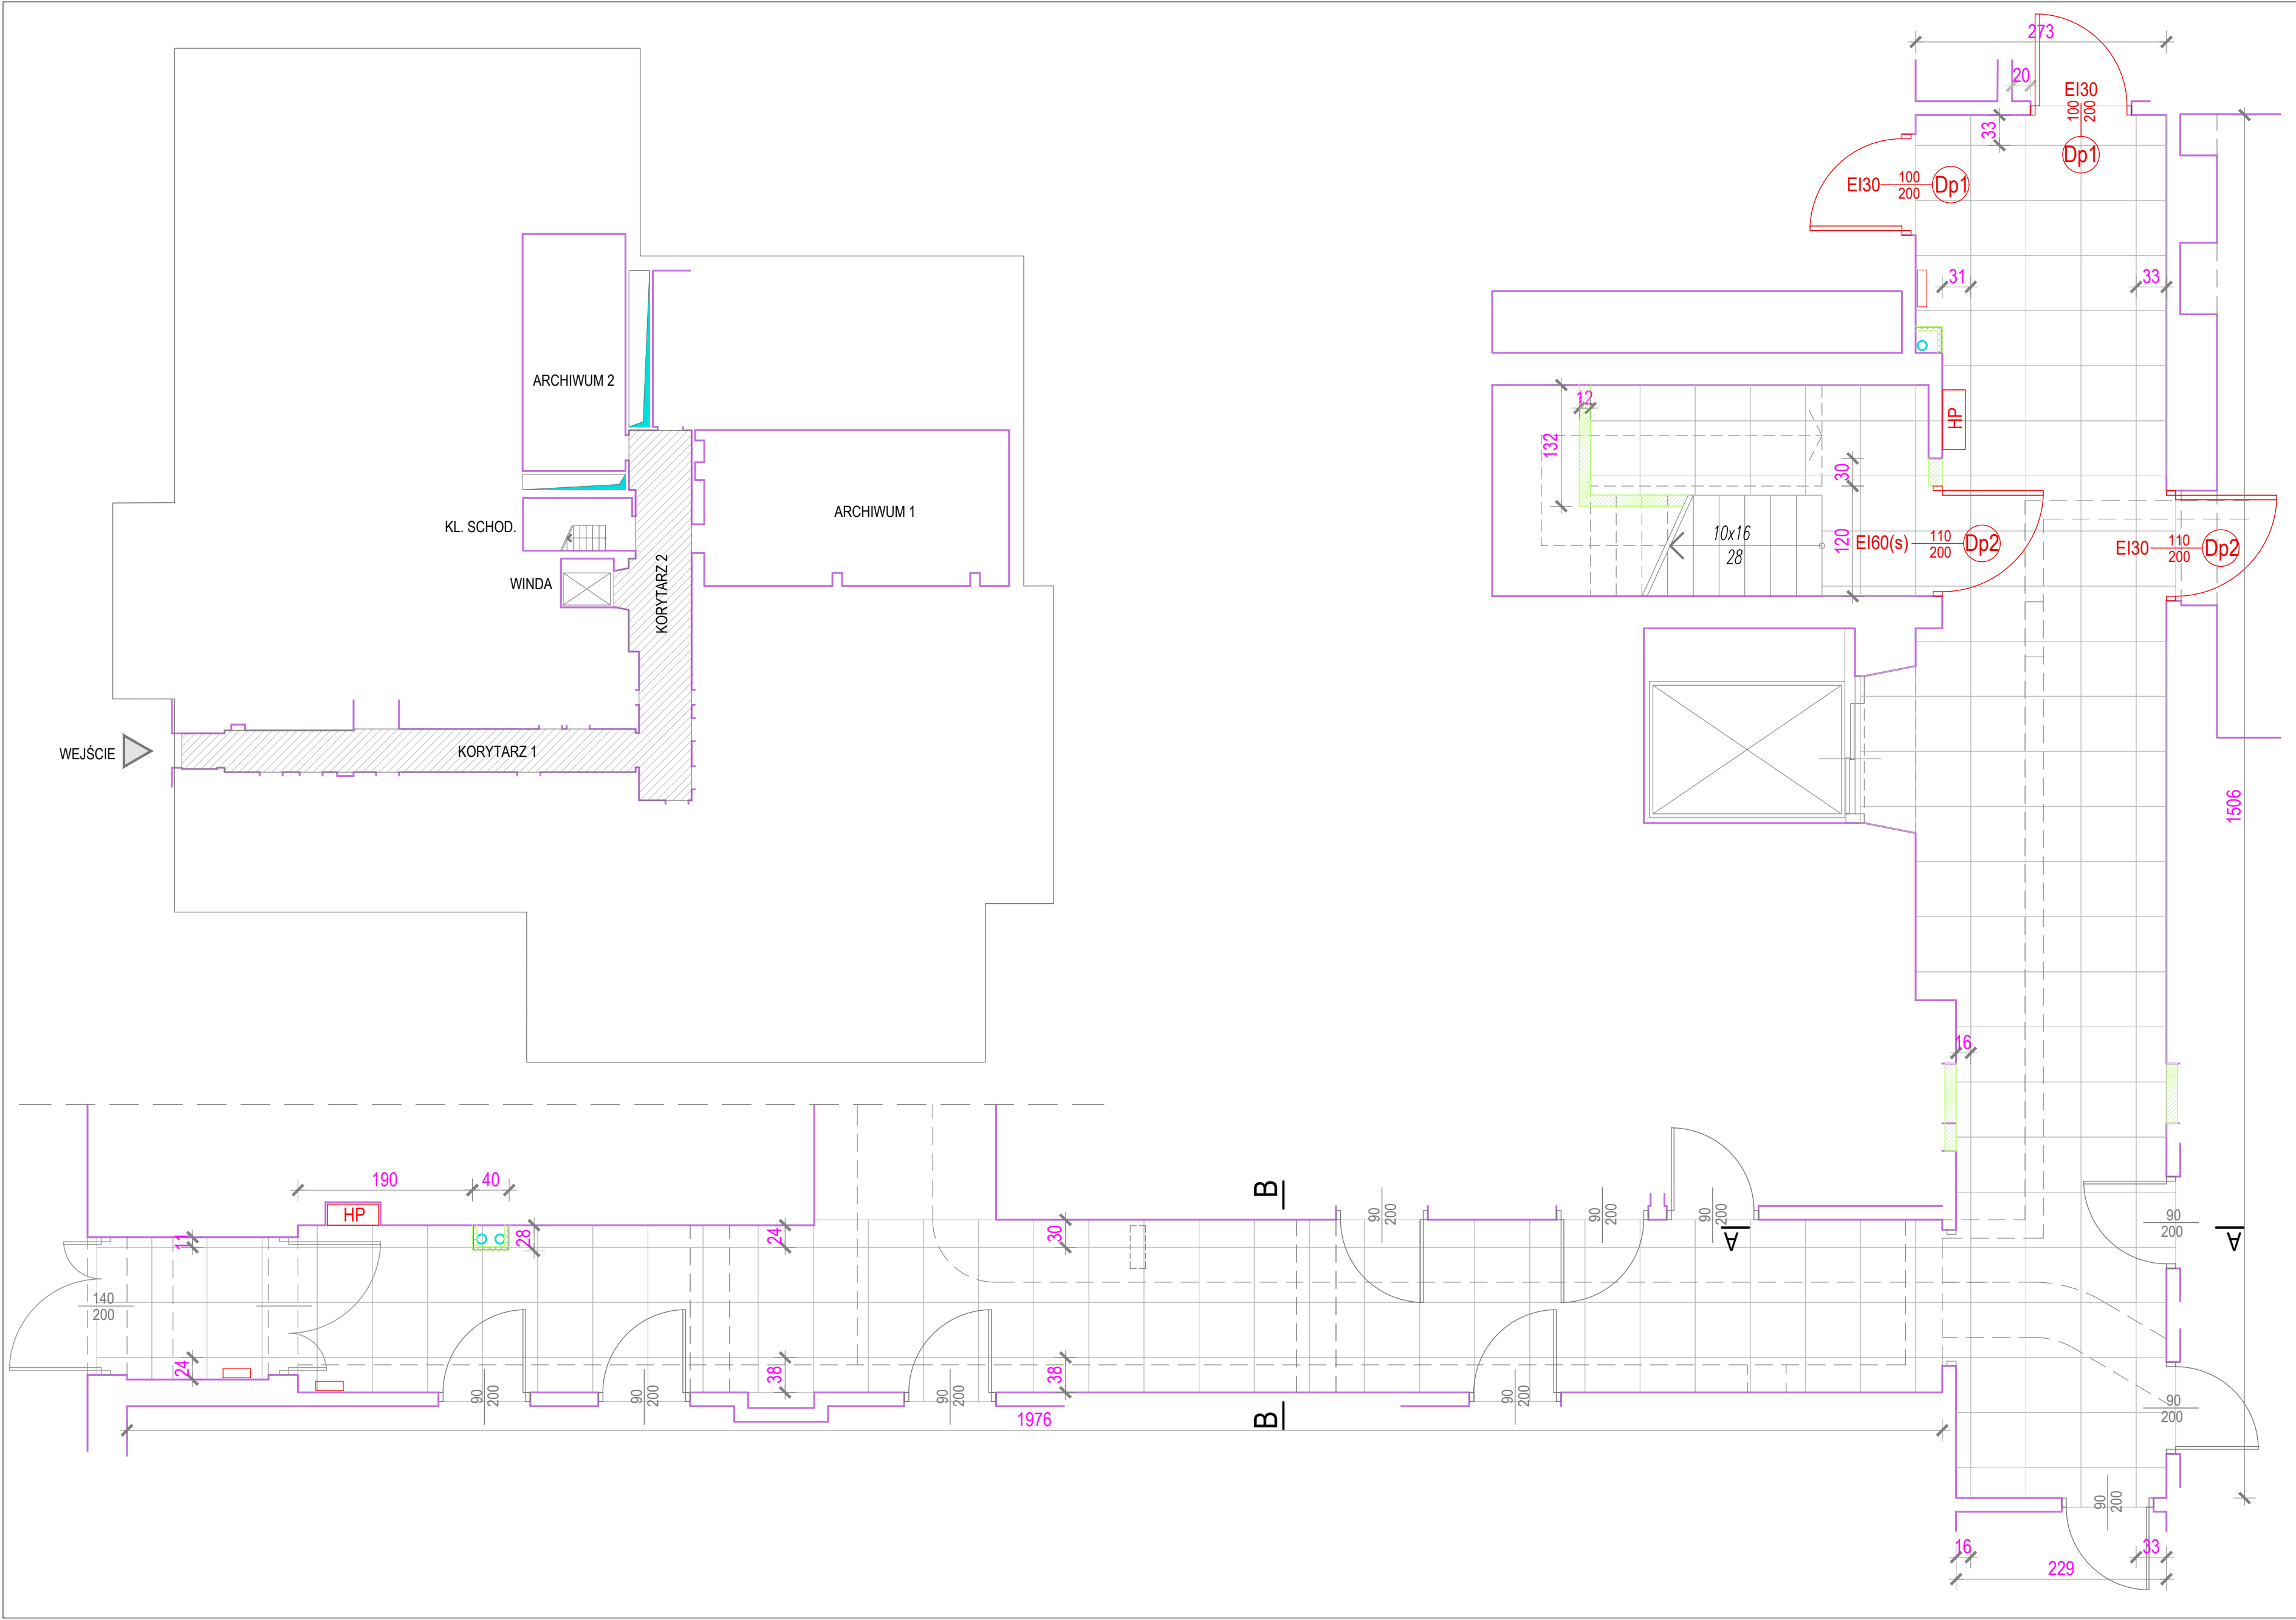 ARCHIWUM 2
ARCHIWUM 1
KL. SCHOD.
WINDA
KORYTARZ 2
WEJŚCIE
KORYTARZ 1
273
20
EI30
100
200
Dp1
33
EI30
100
200
Dp1
31
33
HP
12
132
30
10x16
28
120
EI60(s)
110
200
Dp2
EI30
110
200
Dp2
1506
16
190
40
HP
11
28
24
30
B
90
200
90
200
90
200
A
90
200
A
140
200
24
38
38
90
200
90
200
90
200
90
200
90
200
B
1976
90
200
16
33
229